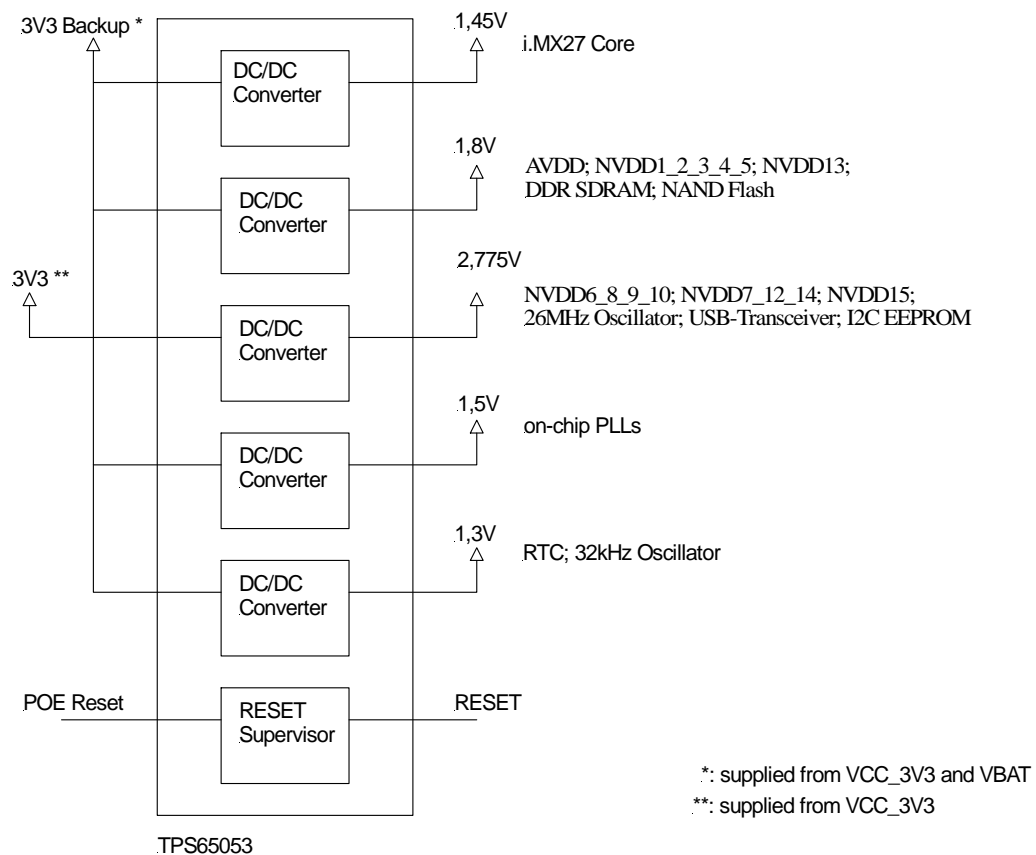 3V3 Backup *
1,45V
i.MX27 Core
DC/DC
Converter
1,8V
AVDD; NVDD1_2_3_4_5; NVDD13;
DDR SDRAM; NAND Flash
DC/DC
Converter
3V3 **
2,775V
NVDD6_8_9_10; NVDD7_12_14; NVDD15;
26MHz Oscillator; USB-Transceiver; I2C EEPROM
DC/DC
Converter
1,5V
on-chip PLLs
DC/DC
Converter
1,3V
RTC; 32kHz Oscillator
DC/DC
Converter
POE Reset
RESET
Supervisor
RESET
*: supplied from VCC_3V3 and VBAT
**: supplied from VCC_3V3
TPS65053